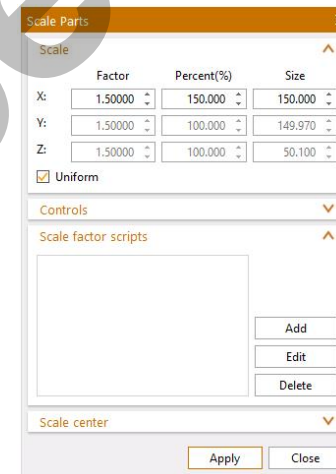 Scale Parts
Scale
Factor Percent(%) Size
X: 1.50000 150.000 150.000
Y: 1.50000 100.000 149.970
Z: 1.50000 100.000 50.100
Uniform
Controls
Scale factor scripts
Add
Edit
Delete
Scale center
Apply Close